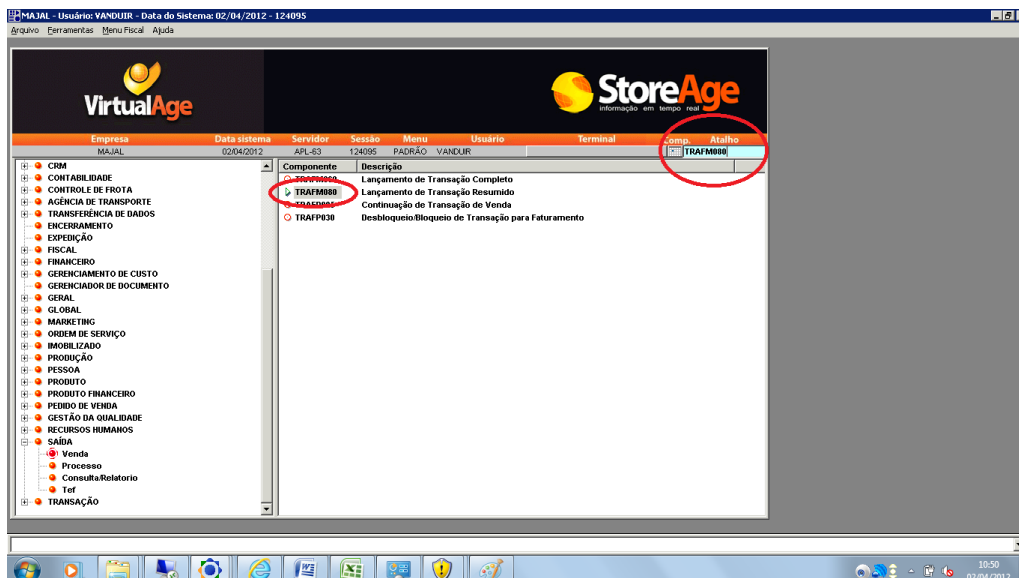 MAJAL - Usuário: VANDUIR - Data do Sistema: 02/04/2012 - 124095
Arquivo Ferramentas Menu Fiscal Ajuda
VirtualAge
StoreAge
informação em tempo real
Empresa Data sistema Servidor Sessão Menu Usuário Terminal Comp. Atalho
MAJAL 02/04/2012 APL-63 124095 PADRÃO VANDUIR TRAFM080
CRM
CONTABILIDADE
CONTROLE DE FROTA
AGÊNCIA DE TRANSPORTE
TRANSFERÊNCIA DE DADOS
ENCERRAMENTO
EXPEDIÇÃO
FISCAL
FINANCEIRO
GERENCIAMENTO DE CUSTO
GERENCIADOR DE DOCUMENTO
GERAL
GLOBAL
MARKETING
ORDEM DE SERVIÇO
IMOBILIZADO
PRODUÇÃO
PESSOA
PRODUTO
PRODUTO FINANCEIRO
PEDIDO DE VENDA
GESTÃO DA QUALIDADE
RECURSOS HUMANOS
SAÍDA
Venda
Processo
Consulta/Relatorio
Tef
TRANSAÇÃO
Componente Descrição
Lançamento de Transação Completo
TRAFM080 Lançamento de Transação Resumido
Continuação de Transação de Venda
TRAFP030 Desbloqueio/Bloqueio de Transação para Faturamento
10:50
02/04/2012